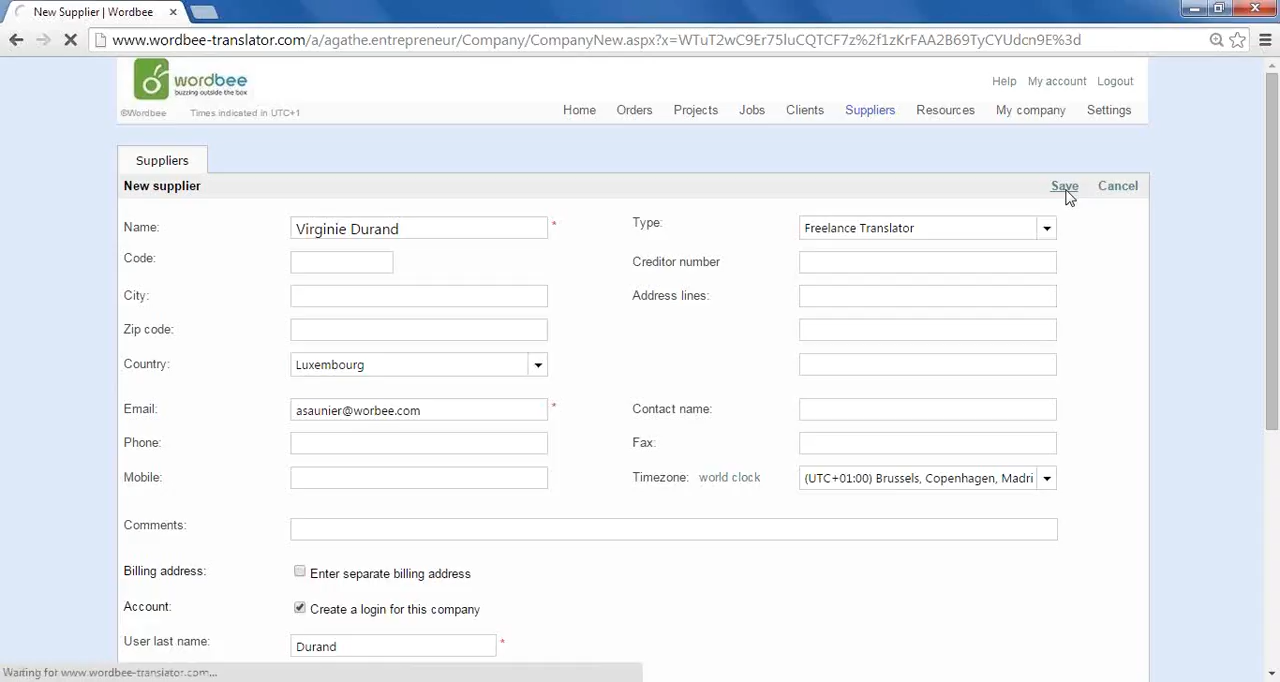 New Supplier | Wordbee
www.wordbee-translator.com/a/agathe.entrepreneur/Company/CompanyNew.aspx?x=WTuT2wC9Er75luCQTCF7z%2f1zKrFAA2B69TyCYUdcn9E%3d
wordbee
buzzing outside the box
Help My account Logout
©Wordbee Times indicated in UTC+1
Home Orders Projects Jobs Clients Suppliers Resources My company Settings
Suppliers
New supplier Save Cancel
Name: Virginie Durand * Type: Freelance Translator
Code: Creditor number
City: Address lines:
Zip code:
Country: Luxembourg
Email: asaunier@worbee.com * Contact name:
Phone: Fax:
Mobile: Timezone: world clock (UTC+01:00) Brussels, Copenhagen, Madri
Comments:
Billing address: Enter separate billing address
Account: Create a login for this company
User last name: Durand *
Waiting for www.wordbee-translator.com...